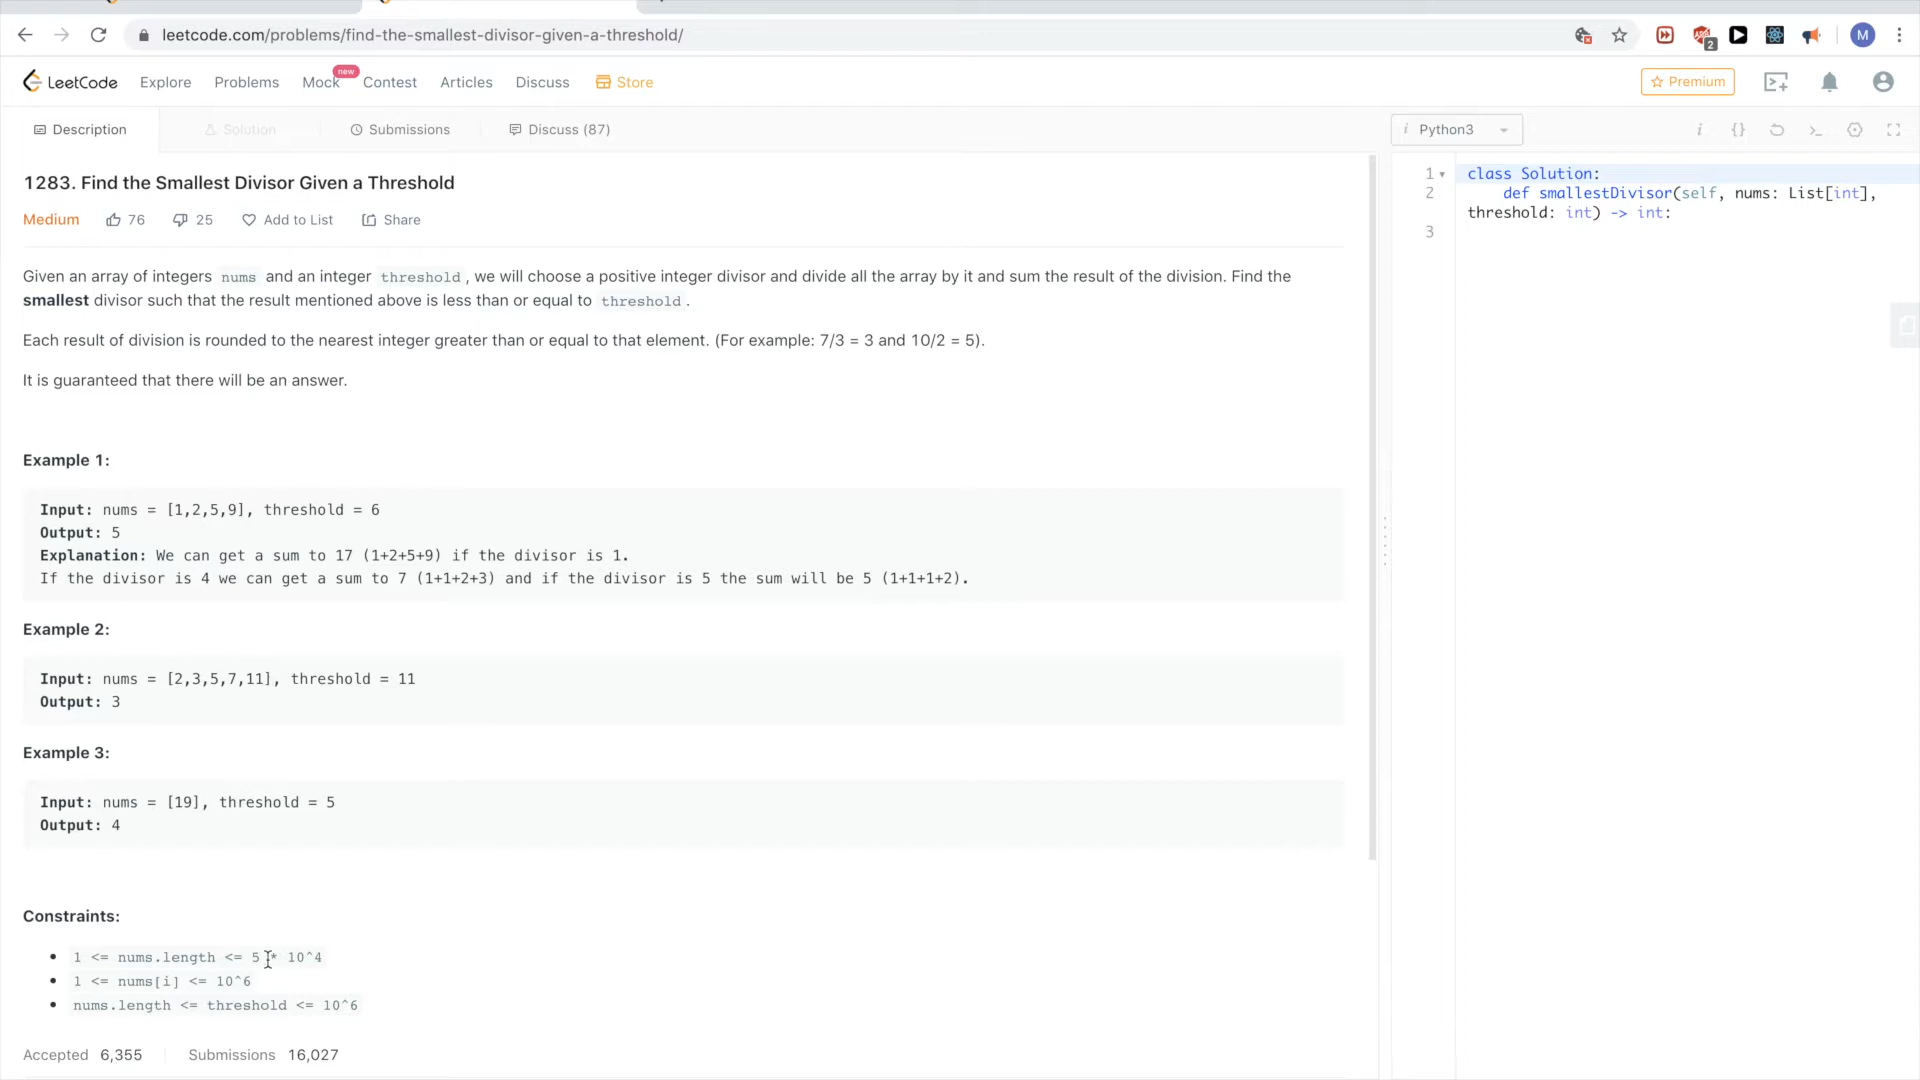 leetcode.com/problems/find-the-smallest-divisor-given-a-threshold/
2
M
LeetCode Explore Problems Mock new Contest Articles Discuss Store Premium
Description Solution Submissions Discuss (87)
1283. Find the Smallest Divisor Given a Threshold
Medium 76 25 Add to List Share
Given an array of integers nums and an integer threshold, we will choose a positive integer divisor and divide all the array by it and sum the result of the division. Find the
smallest divisor such that the result mentioned above is less than or equal to threshold.
Each result of division is rounded to the nearest integer greater than or equal to that element. (For example: 7/3 = 3 and 10/2 = 5).
It is guaranteed that there will be an answer.
Example 1:
Input: nums = [1,2,5,9], threshold = 6
Output: 5
Explanation: We can get a sum to 17 (1+2+5+9) if the divisor is 1.
If the divisor is 4 we can get a sum to 7 (1+1+2+3) and if the divisor is 5 the sum will be 5 (1+1+1+2).
Example 2:
Input: nums = [2,3,5,7,11], threshold = 11
Output: 3
Example 3:
Input: nums = [19], threshold = 5
Output: 4
Constraints:
1 <= nums.length <= 5 * 10^4
1 <= nums[i] <= 10^6
nums.length <= threshold <= 10^6
Accepted 6,355 Submissions 16,027
i Python3 i {}
1 class Solution:
2 def smallestDivisor(self, nums: List[int],
threshold: int) -> int:
3